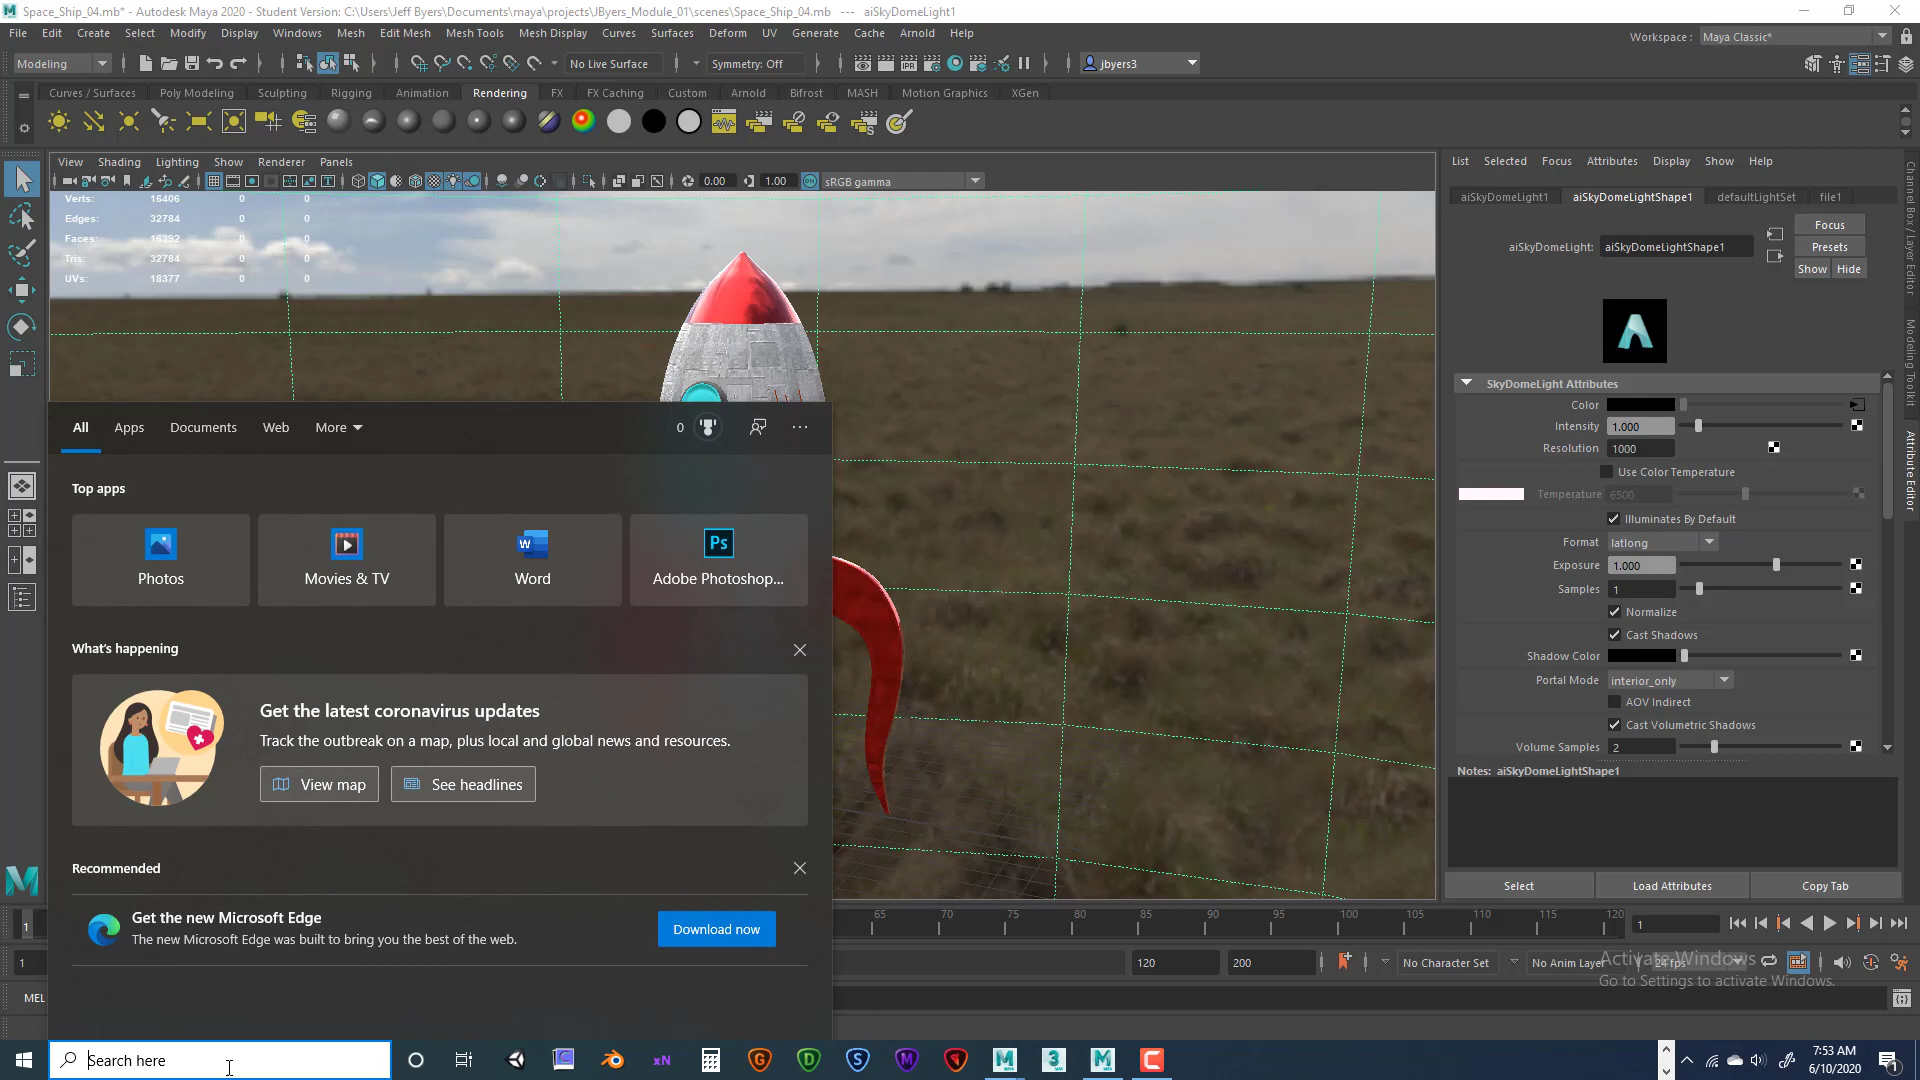 Space_Ship_04.mb* - Autodesk Maya 2020 - Student Version: C:\Users\Jeff Byers\Documents\maya\projects\JByers_Module_01\scenes\Space_Ship_04.mb --- aiSkyDomeLight1
File Edit Create Select Modify Display Windows Mesh Edit Mesh Mesh Tools Mesh Display Curves Surfaces Deform UV Generate Cache Arnold Help
Workspace : Maya Classic*
Modeling No Live Surface Symmetry: Off jbyers3
Curves / Surfaces Poly Modeling Sculpting Rigging Animation Rendering FX FX Caching Custom Arnold Bifrost MASH Motion Graphics XGen
View Shading Lighting Show Renderer Panels
0.00 1.00 sRGB gamma
Verts: 16406 0 0
Edges: 32784 0 0
Faces: 16392 0 0
Tris: 32784 0 0
UVs: 18377 0 0
List Selected Focus Attributes Display Show Help
aiSkyDomeLight1 aiSkyDomeLightShape1 defaultLightSet file1
Focus
aiSkyDomeLight: aiSkyDomeLightShape1 Presets
Show Hide
SkyDomeLight Attributes
Color
Intensity 1.000
Resolution 1000
Use Color Temperature
Temperature 6500
Illuminates By Default
Format latlong
Exposure 1.000
Samples 1
Normalize
Cast Shadows
Shadow Color
Portal Mode interior_only
AOV Indirect
Cast Volumetric Shadows
Volume Samples 2
Notes: aiSkyDomeLightShape1
Select Load Attributes Copy Tab
Channel Box / Layer Editor
Modeling Toolkit
Attribute Editor
All Apps Documents Web More 0
Top apps
Photos Movies & TV Word Adobe Photoshop...
What's happening
Get the latest coronavirus updates
Track the outbreak on a map, plus local and global news and resources.
View map See headlines
Recommended
Get the new Microsoft Edge
The new Microsoft Edge was built to bring you the best of the web.
Download now
1 65 70 75 80 85 90 95 100 105 110 115 120 1
1 120 200 No Character Set No Anim Layer 24 fps
Activate Windows
Go to Settings to activate Windows.
MEL
Search here
7:53 AM
6/10/2020